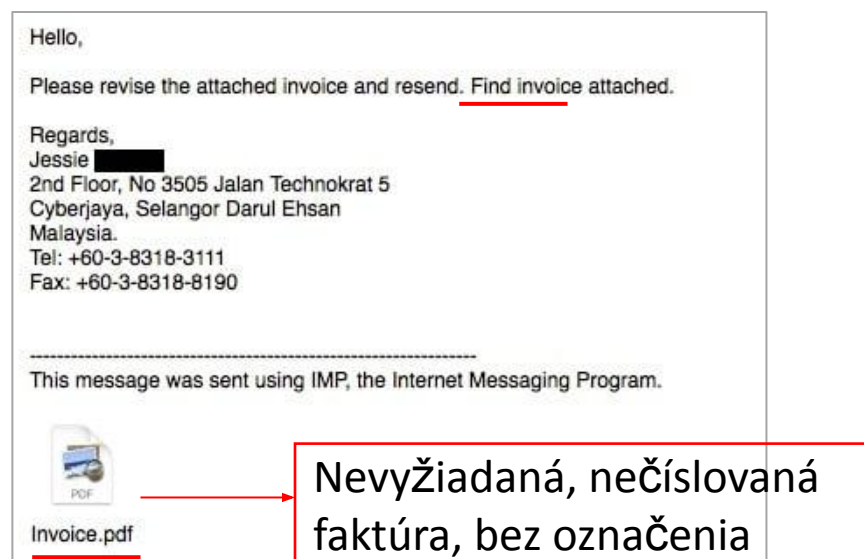 Hello,
Please revise the attached invoice and resend. Find invoice attached.
Regards,
Jessie
2nd Floor, No 3505 Jalan Technokrat 5
Cyberjaya, Selangor Darul Ehsan
Malaysia.
Tel: +60-3-8318-3111
Fax: +60-3-8318-8190
----------------------------------------------------------------------
This message was sent using IMP, the Internet Messaging Program.
PDF
Nevyžiadaná, nečíslovaná
Invoice.pdf
faktúra, bez označenia